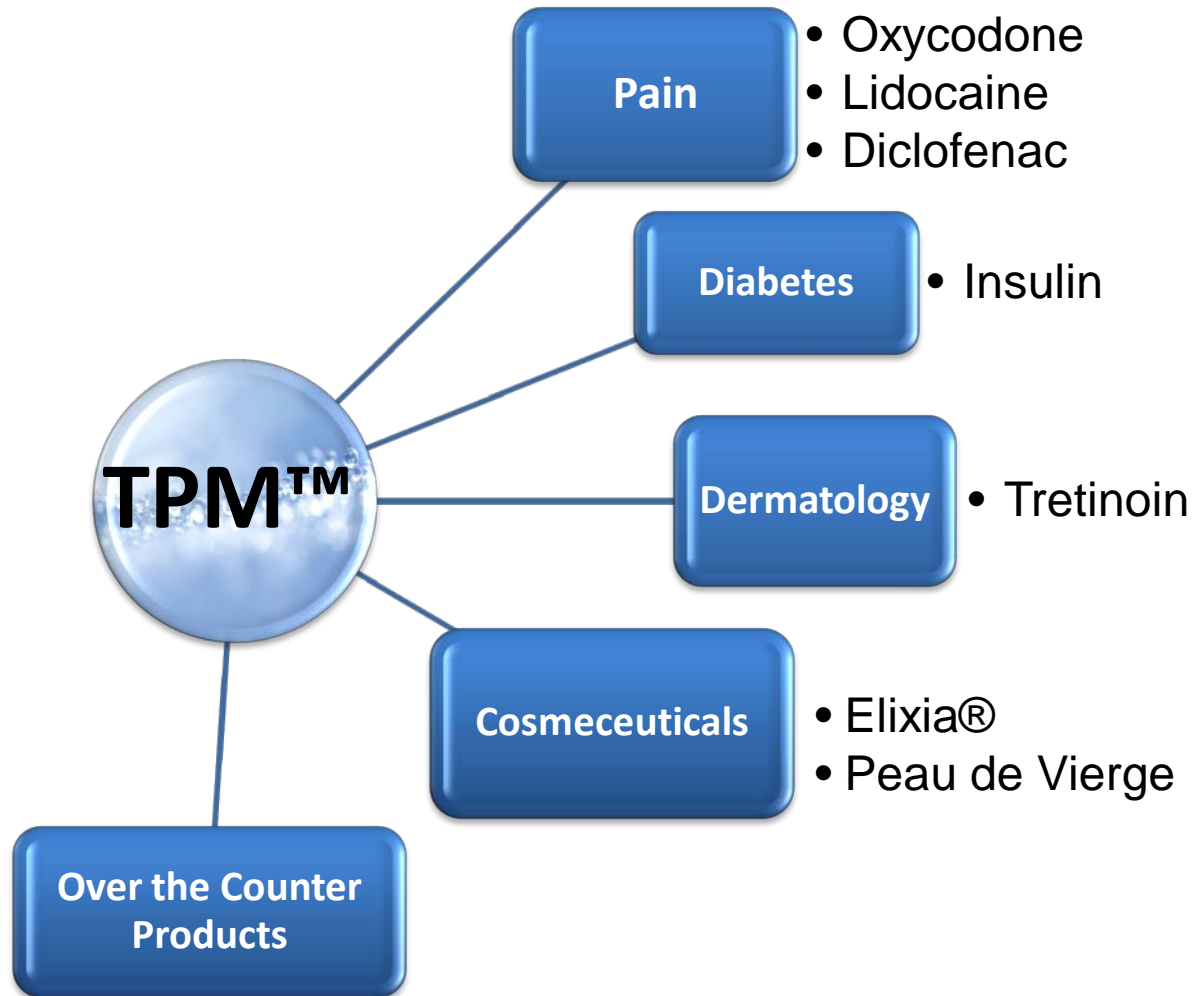 Pain
• Oxycodone
• Lidocaine
• Diclofenac
Diabetes
• Insulin
TPM™
Dermatology
• Tretinoin
Cosmeceuticals
• Elixia®
• Peau de Vierge
Over the Counter
Products